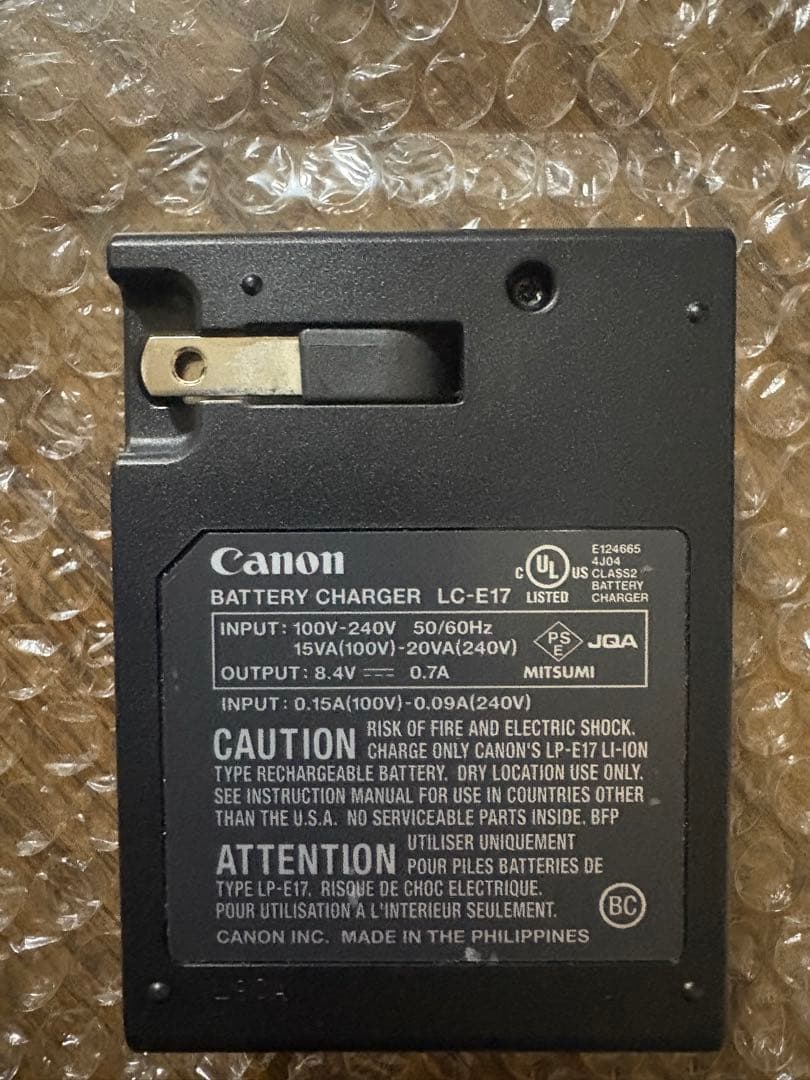 Canon
BATTERY CHARGER LC-E17
C UL US LISTED
E124665
4J04
CLASS2
BATTERY
CHARGER
INPUT: 100V-240V 50/60Hz
15VA(100V)-20VA(240V)
OUTPUT: 8.4V ⎓ 0.7A
PS
E
JQA
MITSUMI
INPUT: 0.15A(100V)-0.09A(240V)
CAUTION RISK OF FIRE AND ELECTRIC SHOCK.
CHARGE ONLY CANON'S LP-E17 LI-ION
TYPE RECHARGEABLE BATTERY. DRY LOCATION USE ONLY.
SEE INSTRUCTION MANUAL FOR USE IN COUNTRIES OTHER
THAN THE U.S.A. NO SERVICEABLE PARTS INSIDE. BFP
ATTENTION UTILISER UNIQUEMENT
POUR PILES BATTERIES DE
TYPE LP-E17. RISQUE DE CHOC ELECTRIQUE.
POUR UTILISATION A L'INTERIEUR SEULEMENT.
BC
CANON INC. MADE IN THE PHILIPPINES